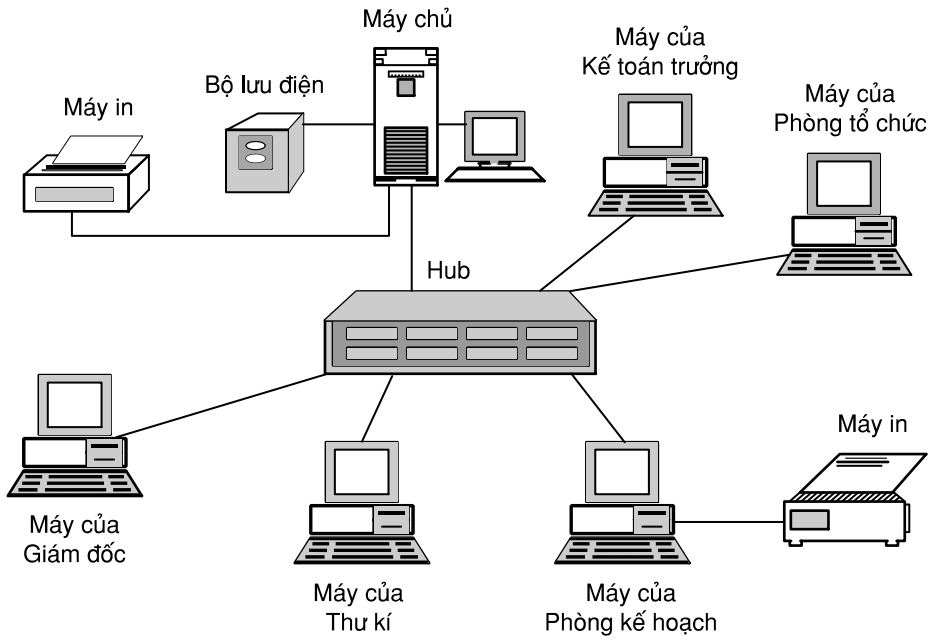 Máy chủ
Máy của
Kế toán trưởng
Bộ lưu điện
Máy in
Máy của
Phòng tổ chức
Hub
Máy in
Máy của
Giám đốc
Máy của
Thư kí
Máy của
Phòng kế hoạch